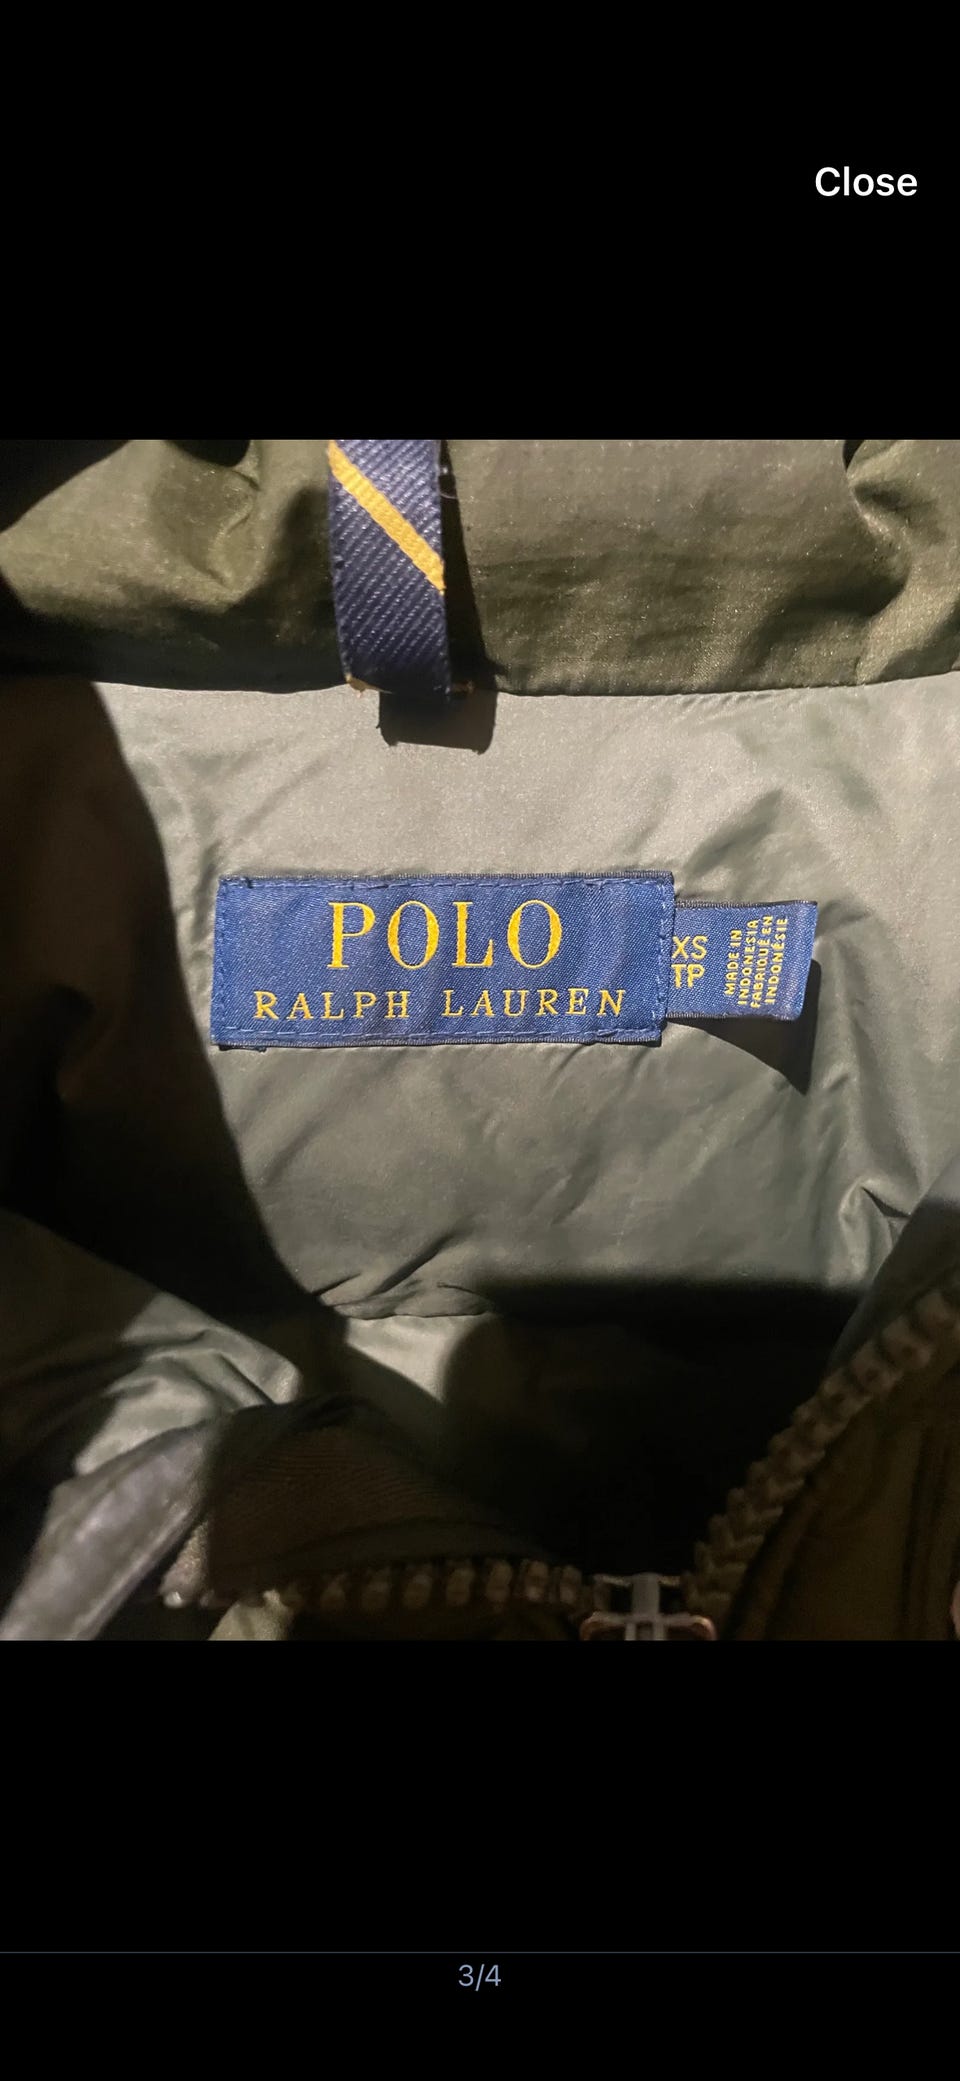 Close
POLO
RALPH LAUREN
XS
TP
MADE IN
INDONESIA
FABRIQUÉ EN
INDONÉSIE
3/4